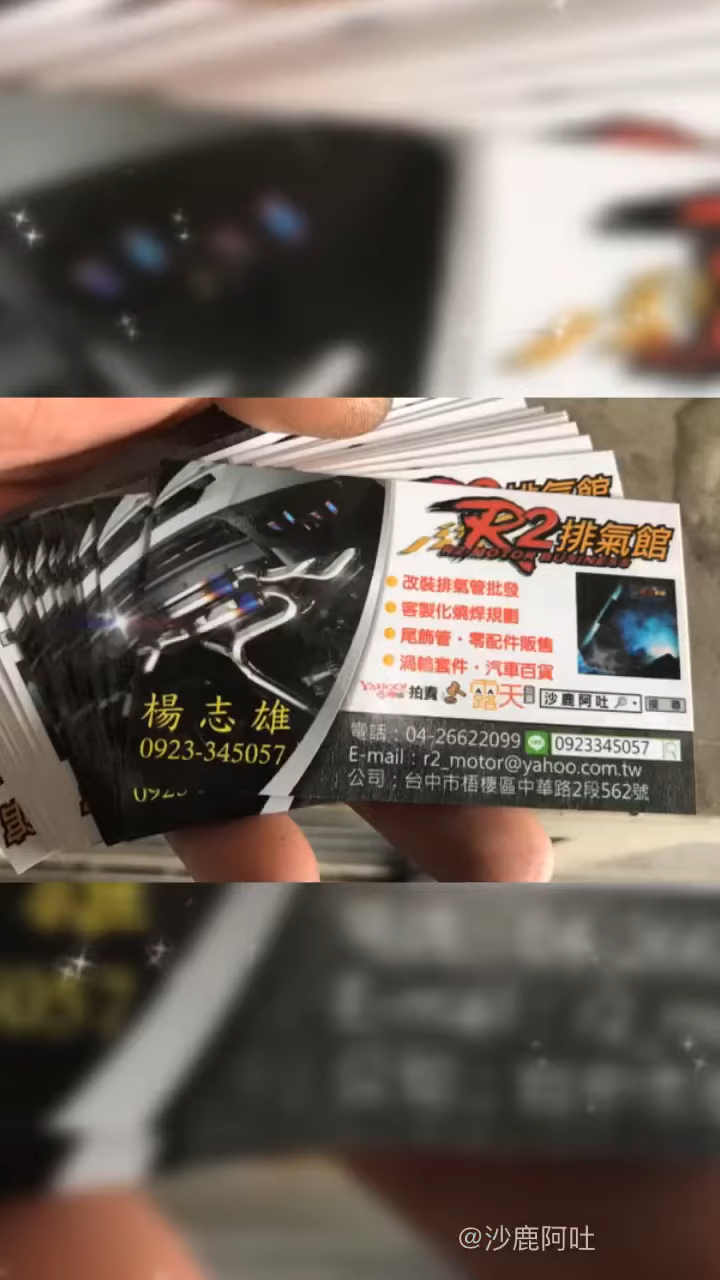 R2排氣館
R2 MOTOR BUSINESS
改裝排氣管批發
客製化燒焊規劃
尾飾管・零配件販售
渦輪套件・汽車百貨
YAHOO! 拍賣 露天 沙鹿阿吐
楊志雄
0923-345057
電話：04-26622099 0923345057
E-mail：r2_motor@yahoo.com.tw
公司：台中市梧棲區中華路2段562號
@沙鹿阿吐